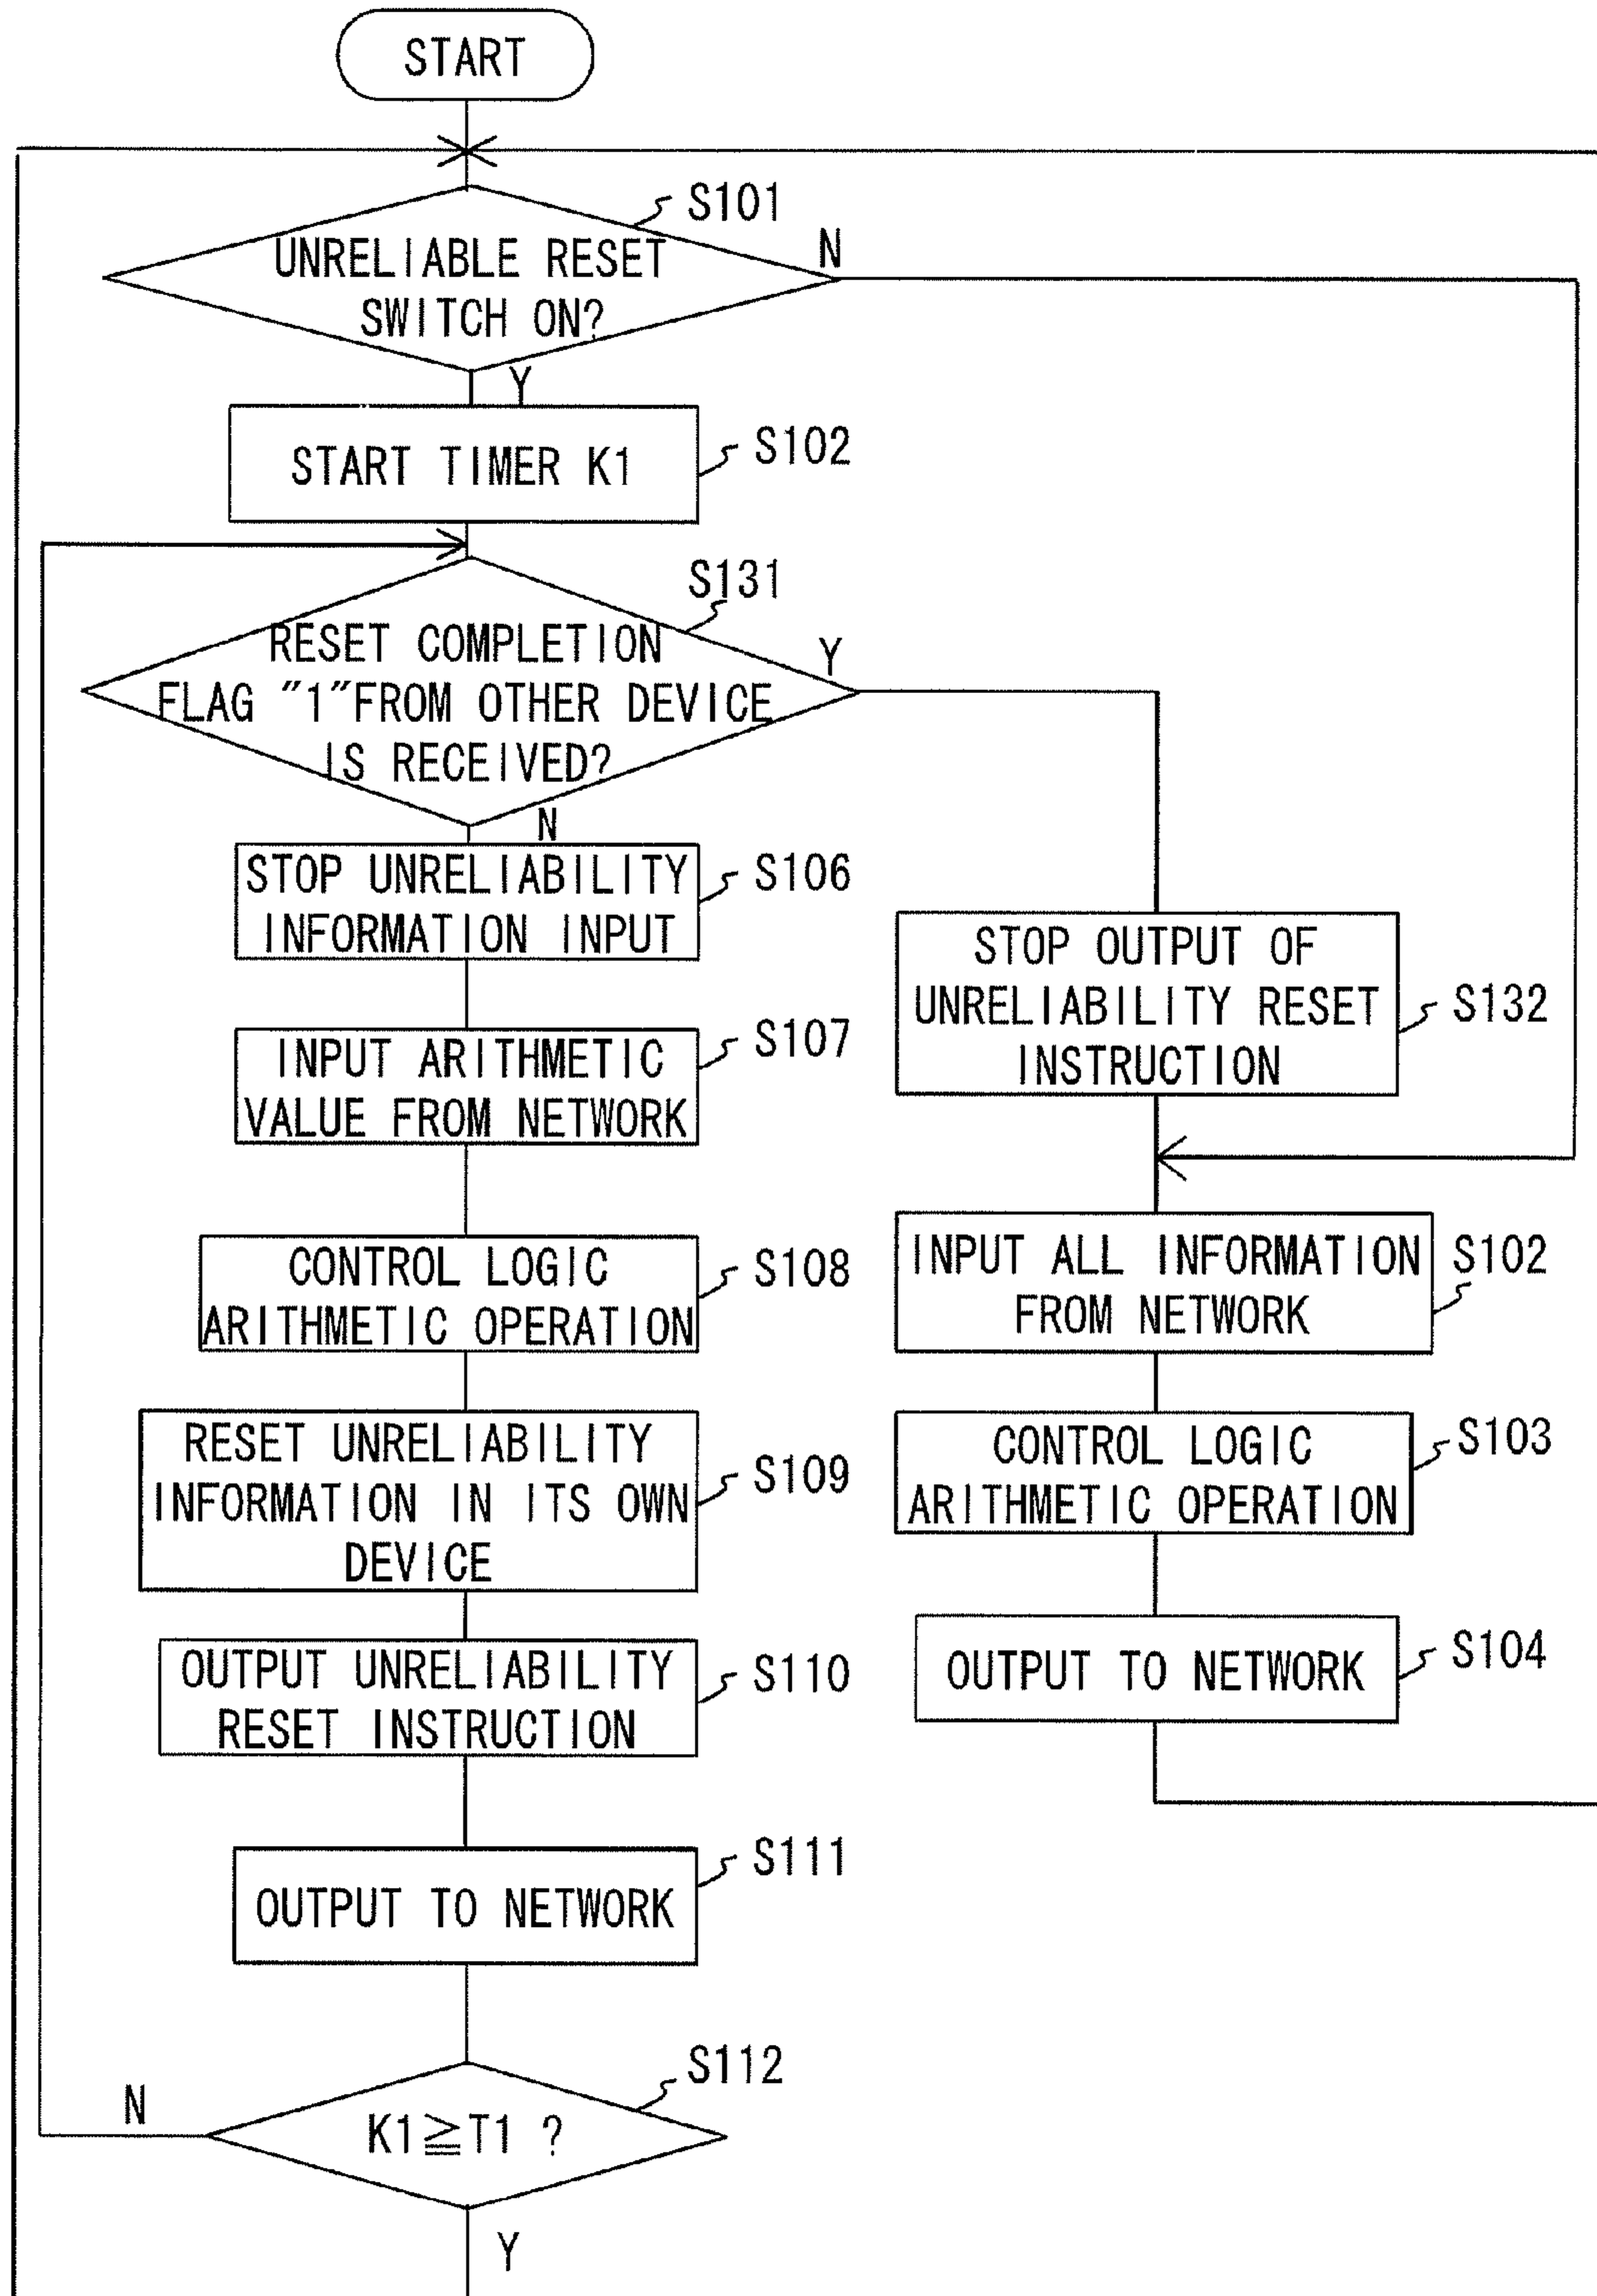 START
S101
UNRELIABLE RESET
SWITCH ON?
N
Y
START TIMER K1
S102
S131
RESET COMPLETION
FLAG "1"FROM OTHER DEVICE
IS RECEIVED?
Y
N
STOP UNRELIABILITY
INFORMATION INPUT
S106
INPUT ARITHMETIC
VALUE FROM NETWORK
S107
CONTROL LOGIC
ARITHMETIC OPERATION
S108
RESET UNRELIABILITY
INFORMATION IN ITS OWN
DEVICE
S109
OUTPUT UNRELIABILITY
RESET INSTRUCTION
S110
OUTPUT TO NETWORK
S111
S112
K1≧T1 ?
N
Y
STOP OUTPUT OF
UNRELIABILITY RESET
INSTRUCTION
S132
INPUT ALL INFORMATION
FROM NETWORK
S102
CONTROL LOGIC
ARITHMETIC OPERATION
S103
OUTPUT TO NETWORK
S104